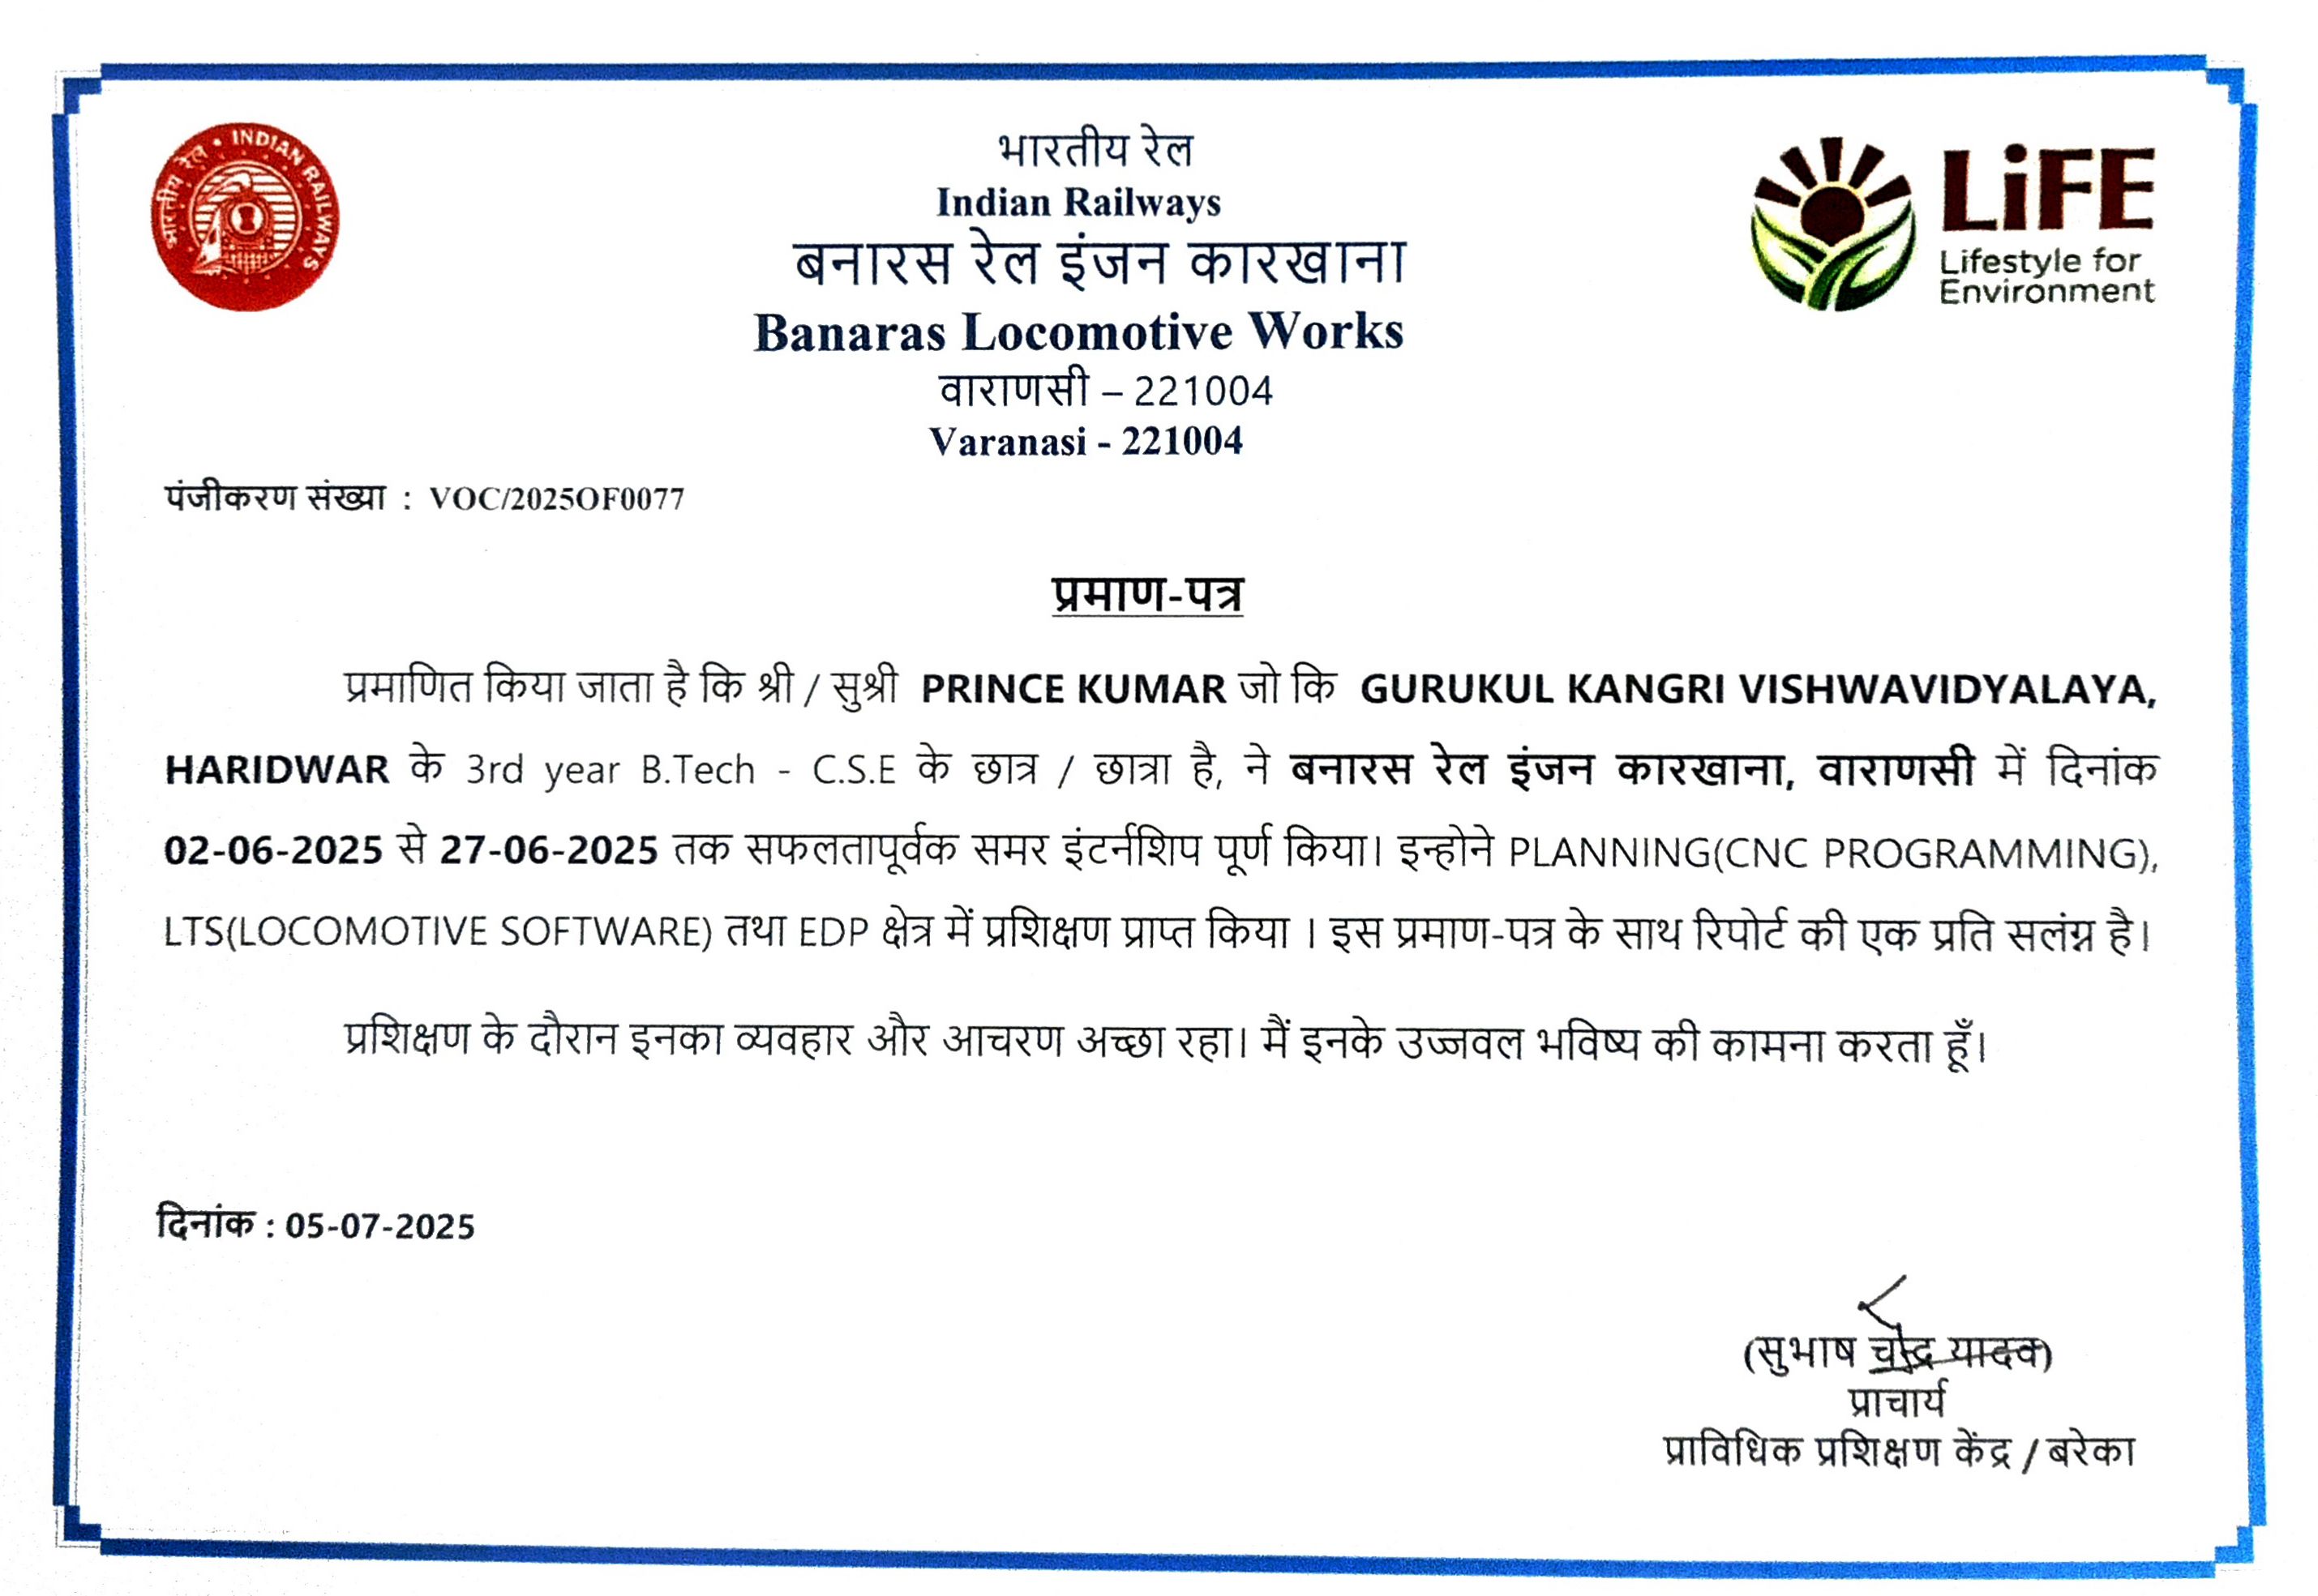 भारतीय रेल • INDIAN RAILWAYS
भारतीय रेल
Indian Railways
बनारस रेल इंजन कारखाना
Banaras Locomotive Works
वाराणसी – 221004
Varanasi - 221004
LiFE
Lifestyle for
Environment
पंजीकरण संख्या : VOC/2025OF0077
प्रमाण-पत्र
प्रमाणित किया जाता है कि श्री / सुश्री PRINCE KUMAR जो कि GURUKUL KANGRI VISHWAVIDYALAYA,
HARIDWAR के 3rd year B.Tech - C.S.E के छात्र / छात्रा है, ने बनारस रेल इंजन कारखाना, वाराणसी में दिनांक
02-06-2025 से 27-06-2025 तक सफलतापूर्वक समर इंटर्नशिप पूर्ण किया। इन्होने PLANNING(CNC PROGRAMMING),
LTS(LOCOMOTIVE SOFTWARE) तथा EDP क्षेत्र में प्रशिक्षण प्राप्त किया । इस प्रमाण-पत्र के साथ रिपोर्ट की एक प्रति सलंग्न है।
प्रशिक्षण के दौरान इनका व्यवहार और आचरण अच्छा रहा। मैं इनके उज्जवल भविष्य की कामना करता हूँ।
दिनांक : 05-07-2025
(सुभाष चन्द्र यादव)
प्राचार्य
प्राविधिक प्रशिक्षण केंद्र / बरेका